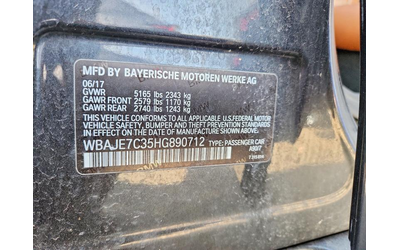 MFD BY BAYERISCHE MOTOREN WERKE AG
06/17
GVWR 5165 lbs 2343 kg
GAWR FRONT 2579 lbs 1170 kg
GAWR REAR 2740 lbs 1243 kg
THIS VEHICLE CONFORMS TO ALL APPLICABLE
U.S. FEDERAL MOTOR VEHICLE SAFETY, BUMPER,
AND THEFT PREVENTION STANDARDS IN EFFECT ON
THE DATE OF MANUFACTURE SHOWN ABOVE.
WBAJE7C35HG890712 TYPE: PASSENGER CAR